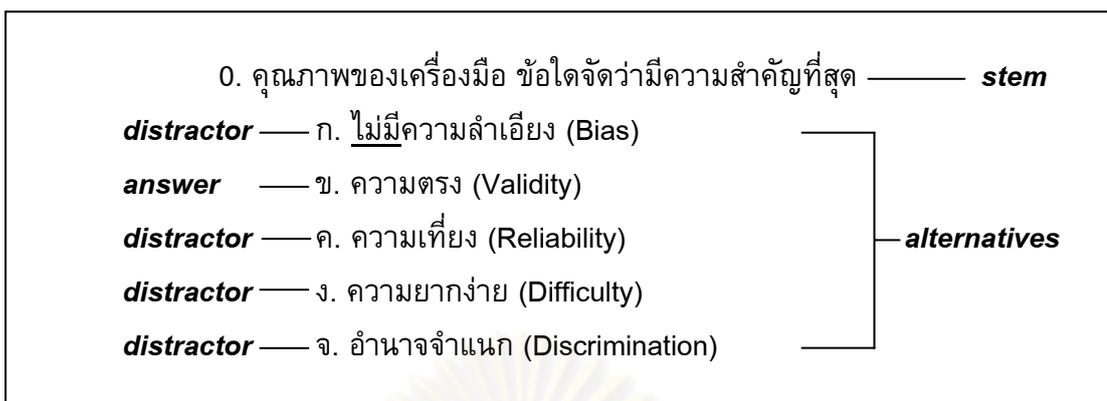 0. คุณภาพของเครื่องมือ ข้อใดจัดว่ามีความสำคัญที่สุด stem
distractor ก. ไม่มีความลำเอียง (Bias)
answer ข. ความตรง (Validity)
distractor ค. ความเที่ยง (Reliability) alternatives
distractor ง. ความยากง่าย (Difficulty)
distractor จ. อำนาจจำแนก (Discrimination)